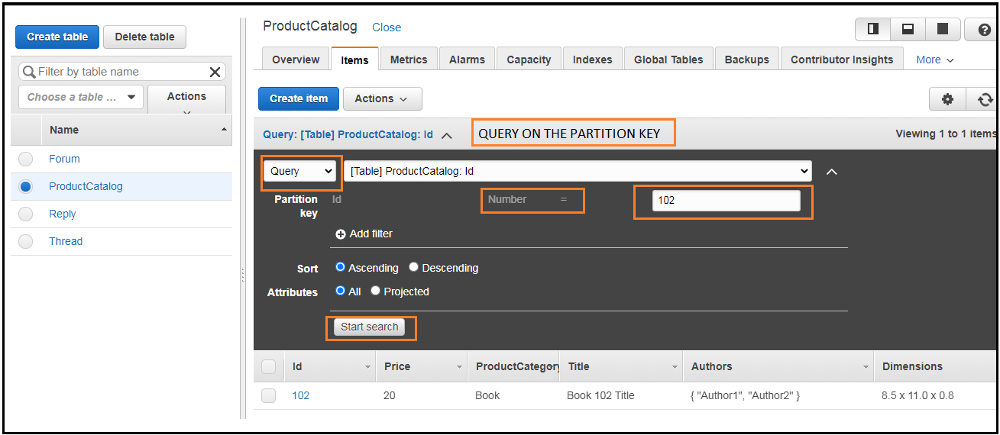 Create table Delete table
Filter by table name
Choose a table ... Actions
Name
Forum
ProductCatalog
Reply
Thread
ProductCatalog Close
Overview Items Metrics Alarms Capacity Indexes Global Tables Backups Contributor Insights More
Create item Actions
Query: [Table] ProductCatalog: Id QUERY ON THE PARTITION KEY Viewing 1 to 1 items
Query [Table] ProductCatalog: Id
Partition key Id Number = 102
Add filter
Sort Ascending Descending
Attributes All Projected
Start search
Id Price ProductCategory Title Authors Dimensions
102 20 Book Book 102 Title { "Author1", "Author2" } 8.5 x 11.0 x 0.8